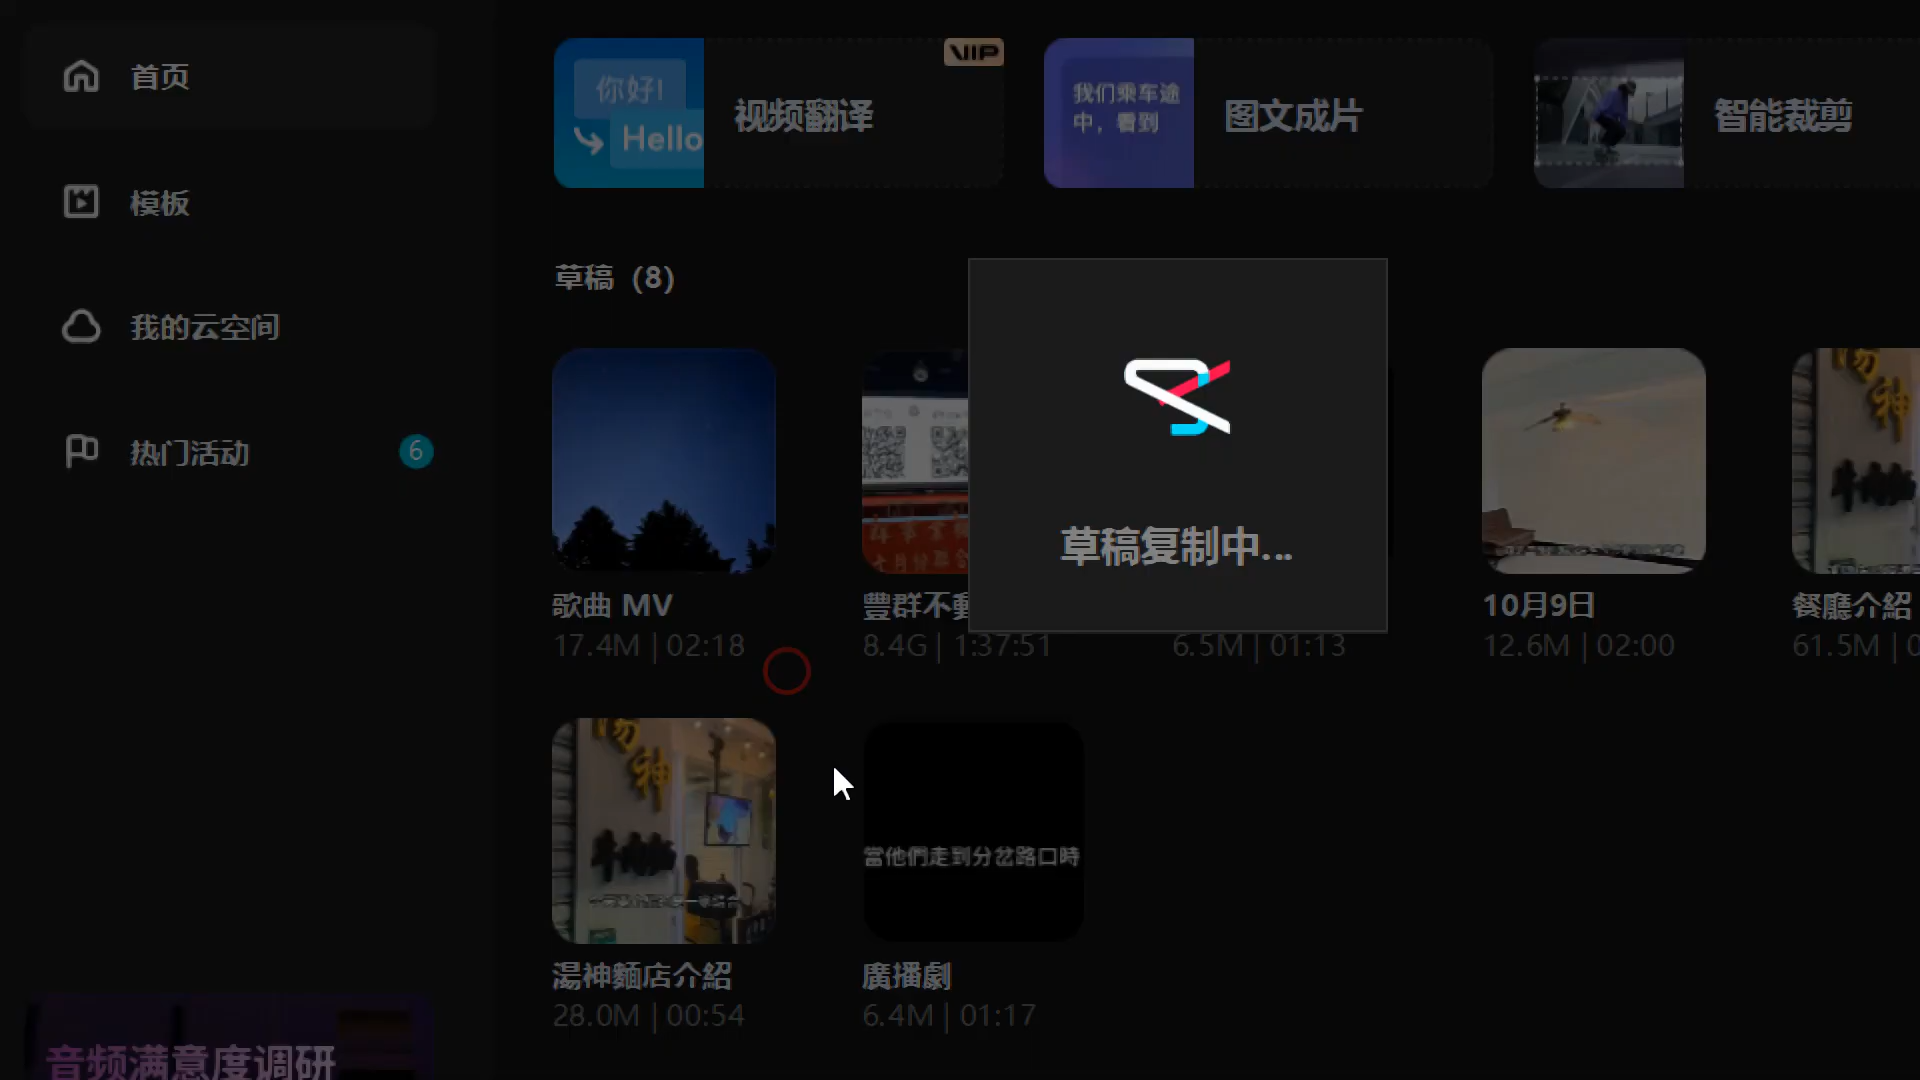 首页
模板
我的云空间
热门活动
6
你好!
Hello
视频翻译
VIP
我们乘车途
中，看到
图文成片
智能裁剪
草稿（8）
草稿复制中...
歌曲 MV
17.4M | 02:18
豐群不動
8.4G | 1:37:51
6.5M | 01:13
10月9日
12.6M | 02:00
餐廳介紹
61.5M | 0
湯神
湯神麵店介紹
28.0M | 00:54
當他們走到分岔路口時
廣播劇
6.4M | 01:17
音频满意度调研